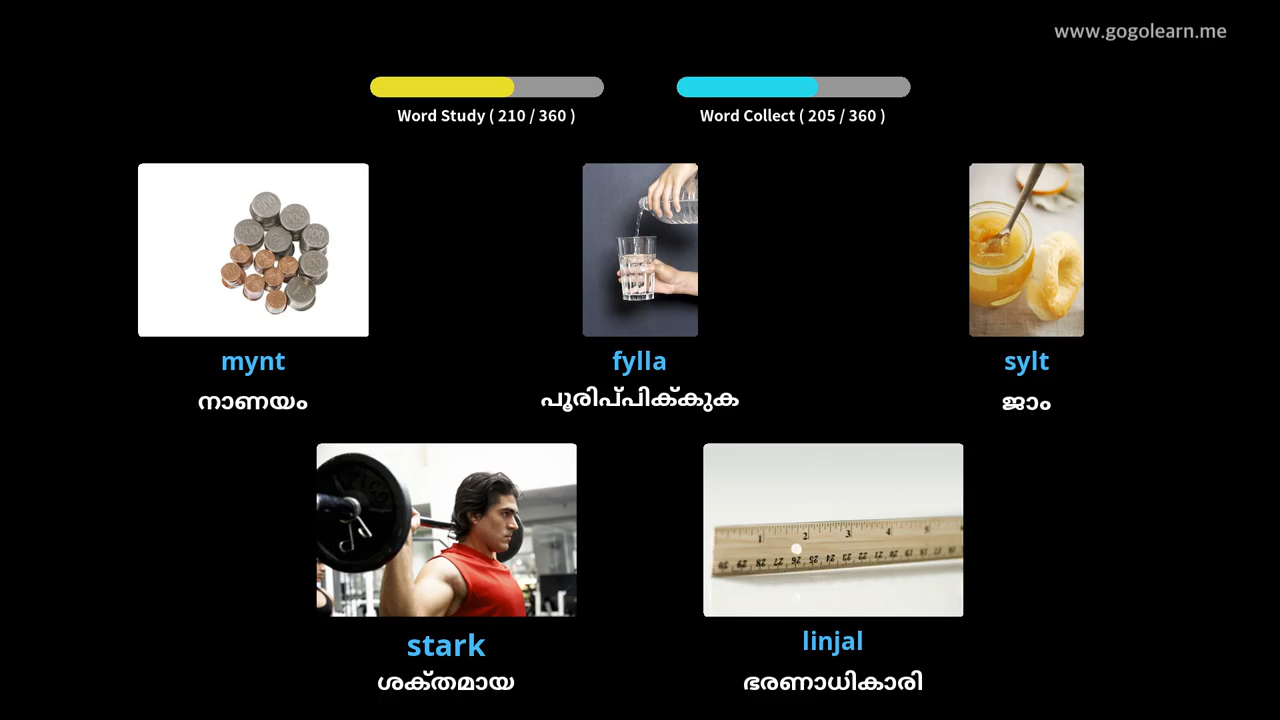 www.gogolearn.me
Word Study ( 210 / 360 )
Word Collect ( 205 / 360 )
mynt
നാണയം
fylla
പൂരിപ്പിക്കുക
sylt
ജാം
stark
ശക്തമായ
linjal
ഭരണാധികാരി